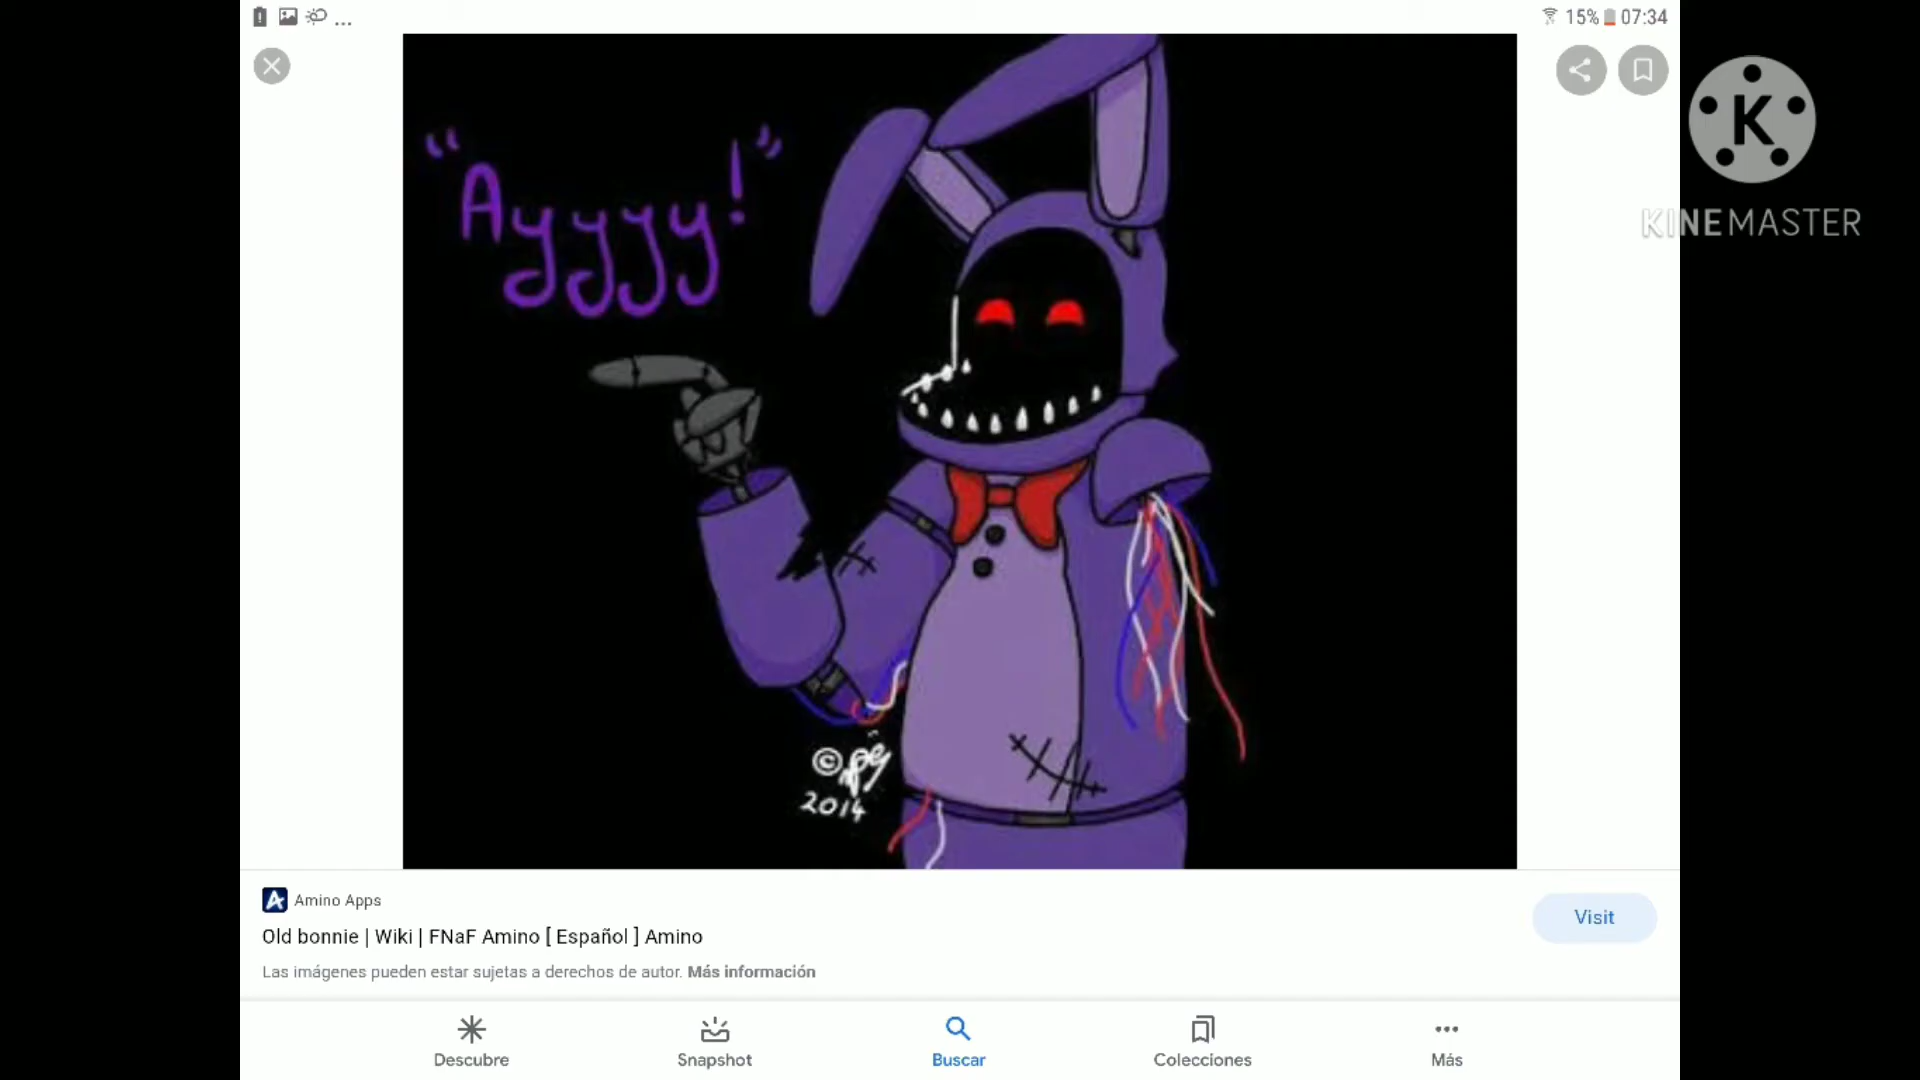 15% 07:34
"Ayyyy!"
KINEMASTER
©
2014
Amino Apps
Visit
Old bonnie | Wiki | FNaF Amino [ Español ] Amino
Las imágenes pueden estar sujetas a derechos de autor. Más información
Descubre
Snapshot
Buscar
Colecciones
Más